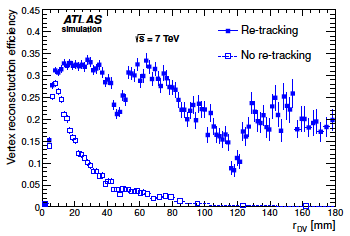 ATLAS
simulation
√s = 7 TeV
Re-tracking
No re-tracking
Vertex reconsctuction efficiency
0.45
0.4
0.35
0.3
0.25
0.2
0.15
0.1
0.05
0
0 20 40 60 80 100 120 140 160 180
rDV [mm]